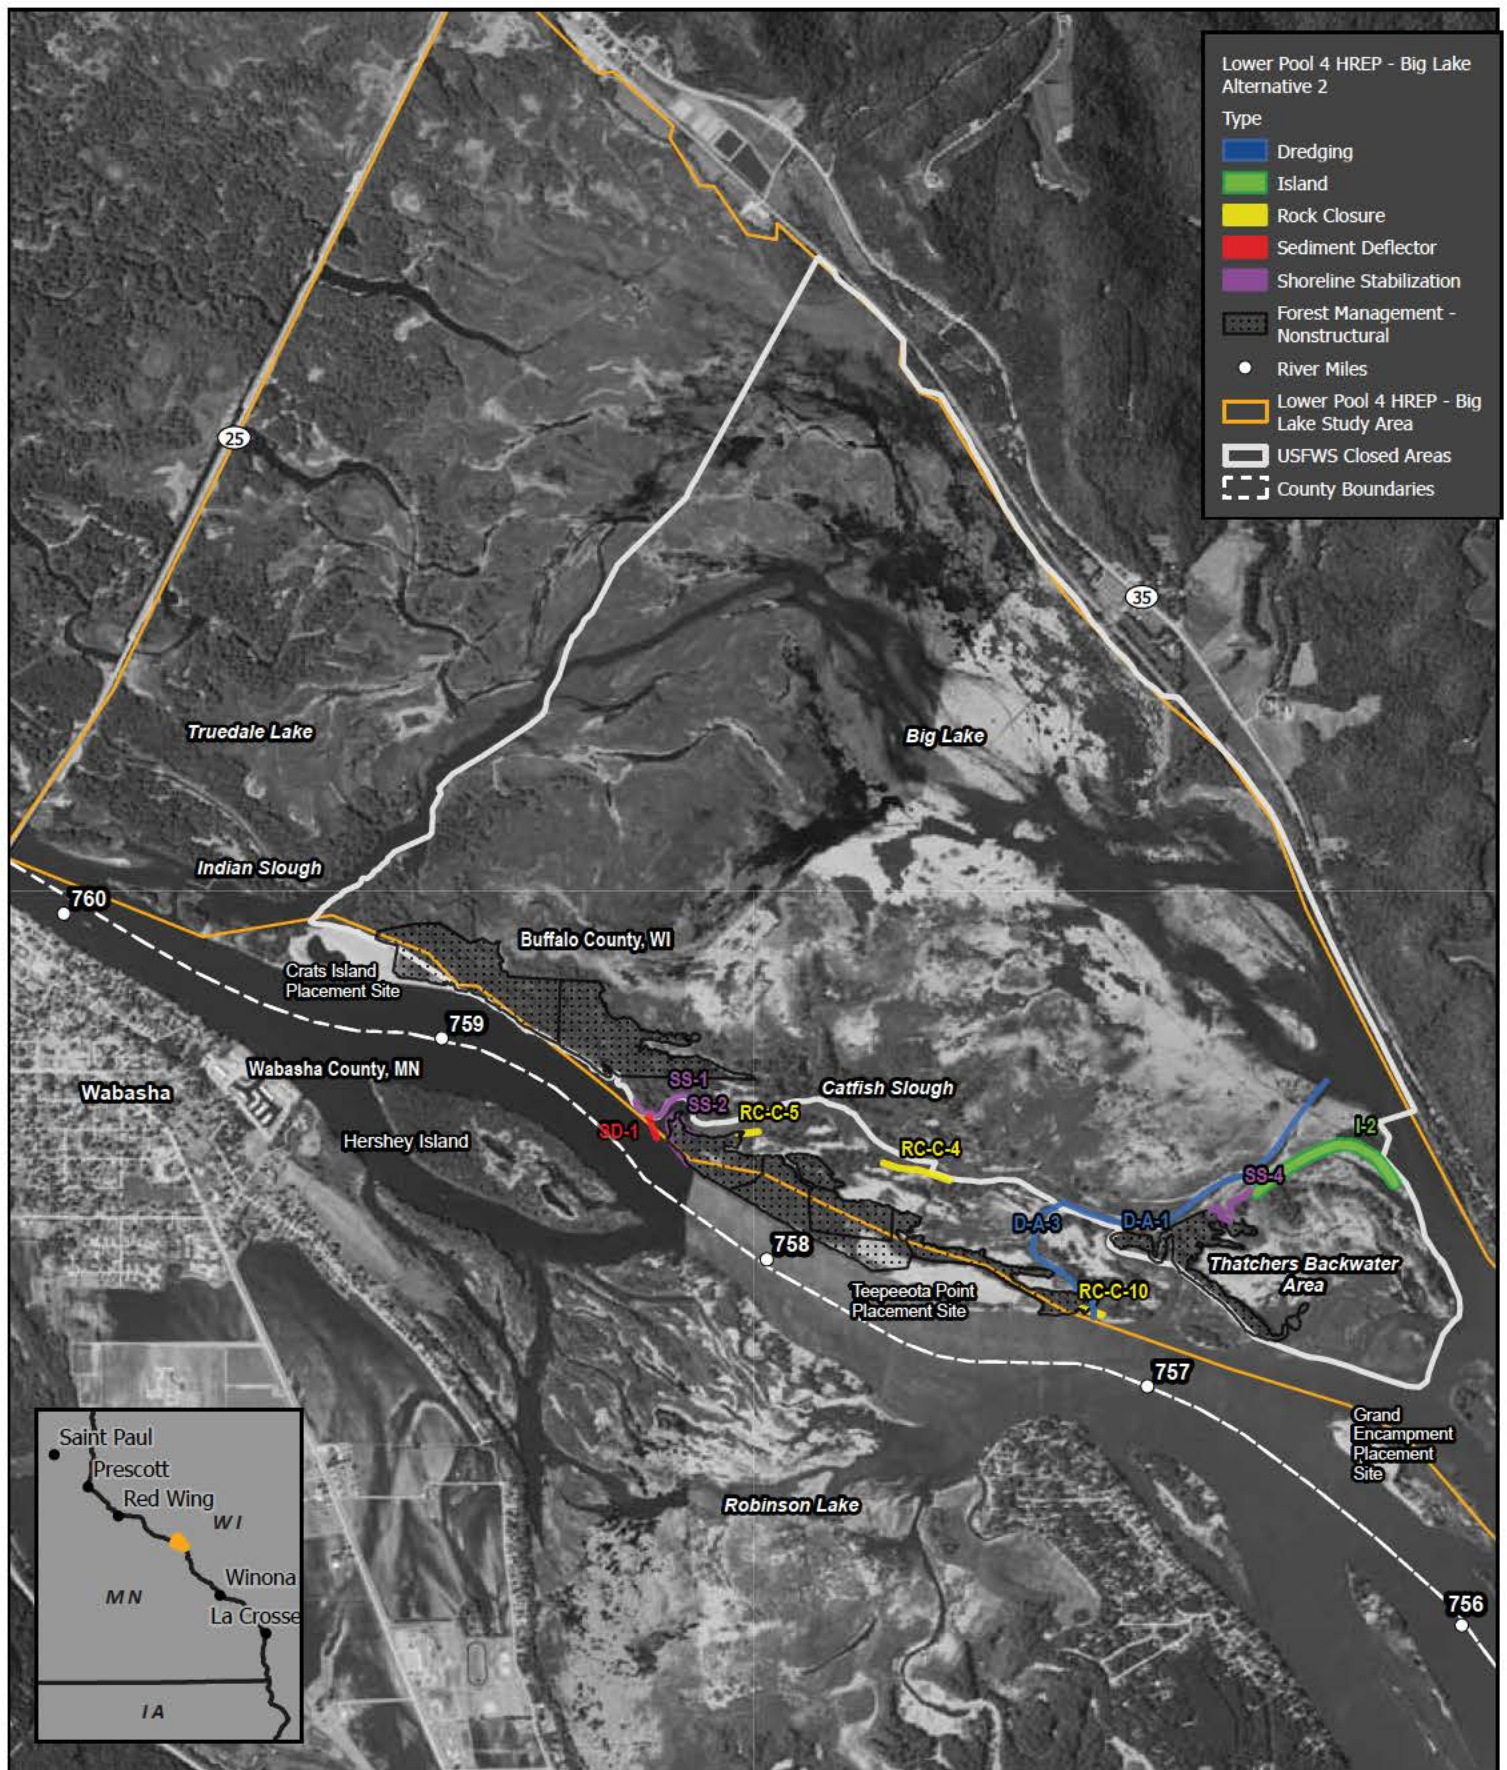 Lower Pool 4 HREP - Big Lake
Alternative 2
Type
Dredging
Island
Rock Closure
Sediment Deflector
Shoreline Stabilization
Forest Management -
Nonstructural
River Miles
Lower Pool 4 HREP - Big
Lake Study Area
USFWS Closed Areas
County Boundaries
25
35
Truedale Lake
Big Lake
Indian Slough
760
Buffalo County, WI
Crats Island
Placement Site
759
Wabasha County, MN
Wabasha
SS-1
Catfish Slough
SS-2
RC-C-5
SD-1
Hershey Island
I-2
RC-C-4
SS-4
D-A-3
D-A-1
758
Thatchers Backwater
Area
Teepeeota Point
Placement Site
RC-C-10
757
Grand
Encampment
Placement
Site
Robinson Lake
756
Saint Paul
Prescott
Red Wing
WI
Winona
MN
La Crosse
IA